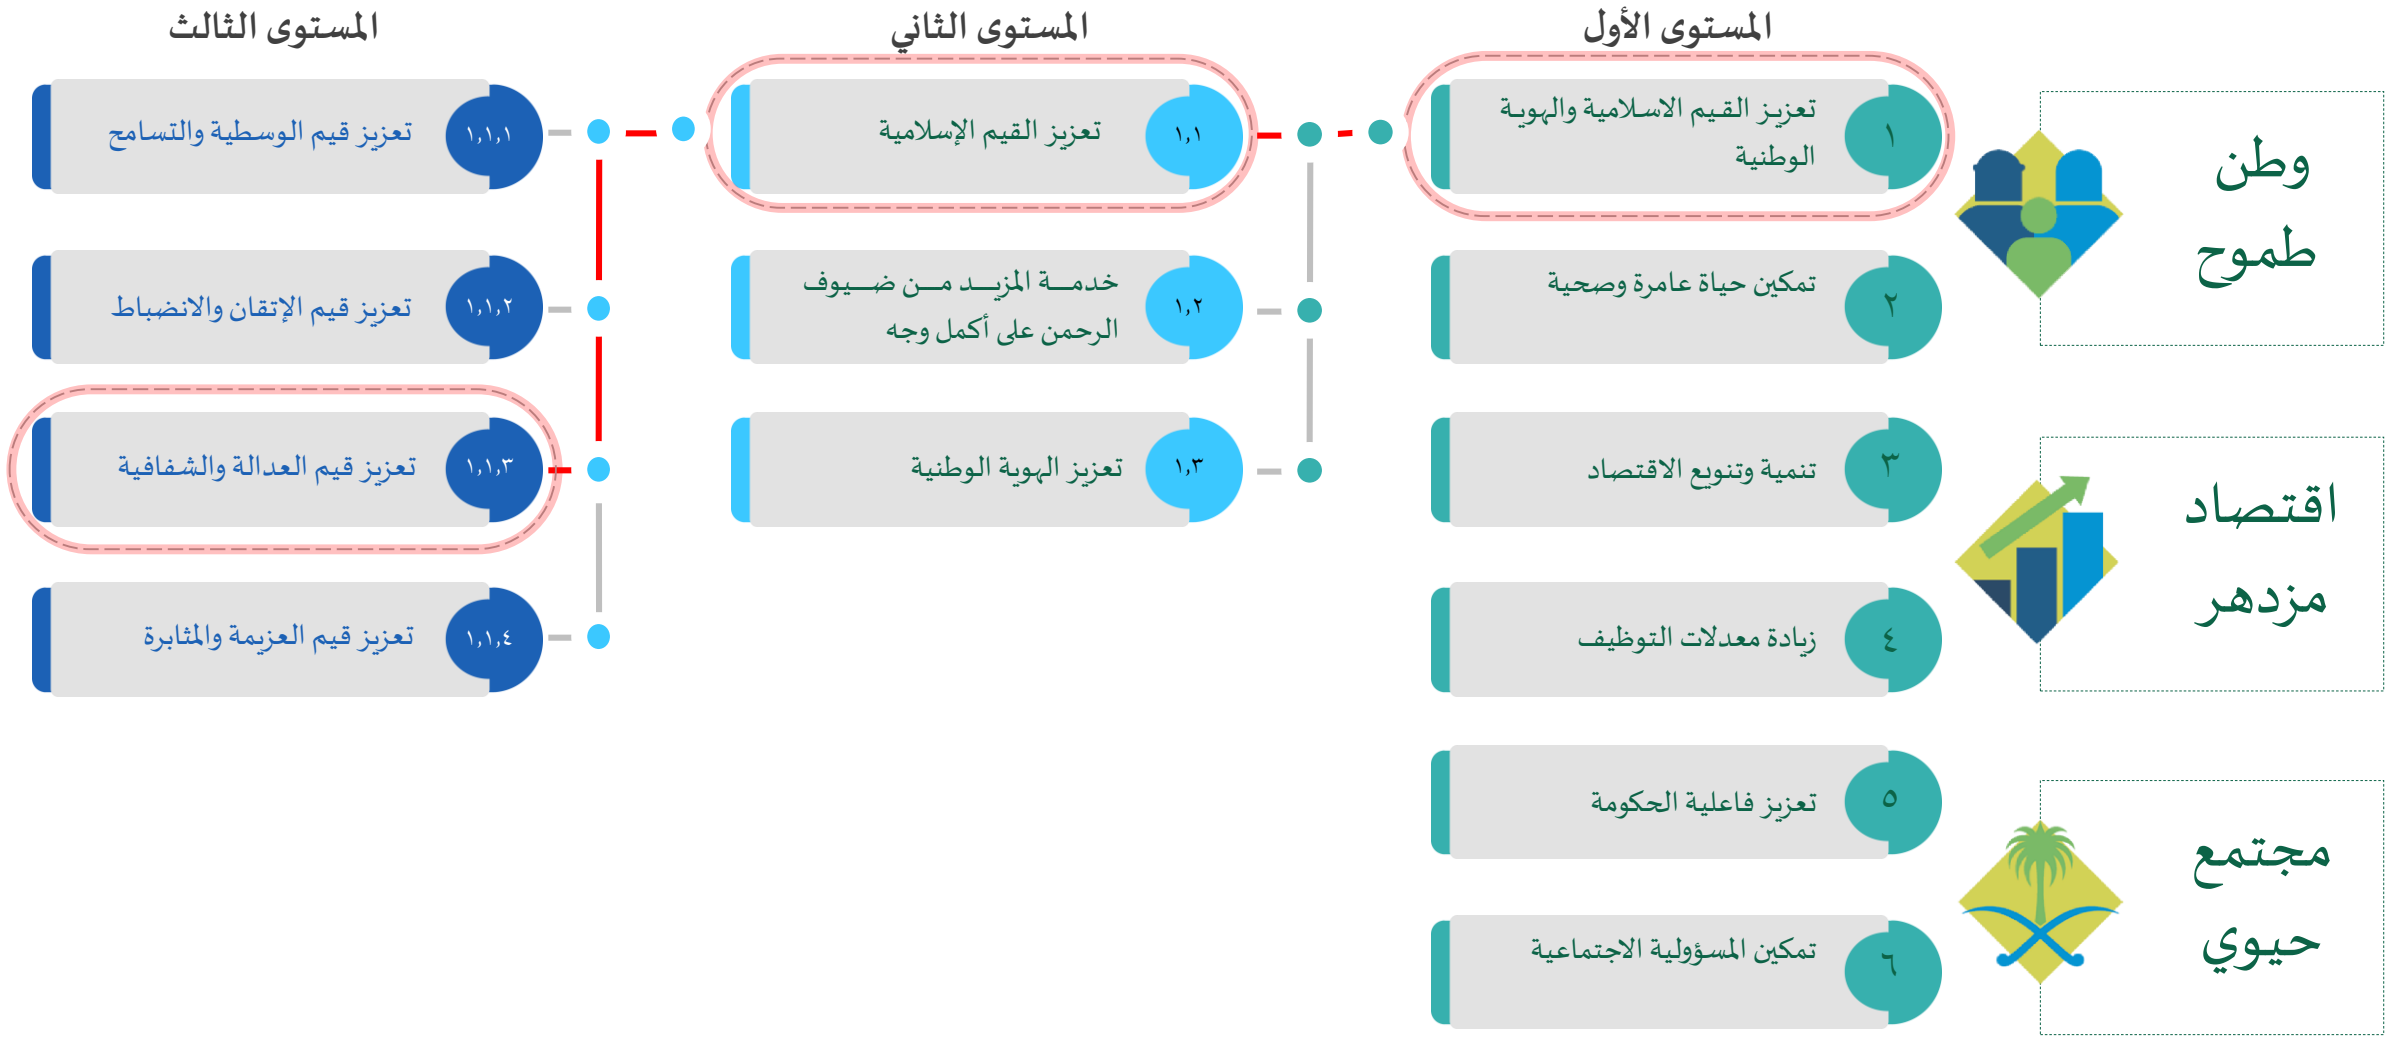 المستوى الأول
المستوى الثاني
المستوى الثالث
وطن
طموح
اقتصاد
مزدهر
مجتمع
حيوي
١
تعزيز القيم الاسلامية والهوية
الوطنية
٢
تمكين حياة عامرة وصحية
٣
تنمية وتنويع الاقتصاد
٤
زيادة معدلات التوظيف
٥
تعزيز فاعلية الحكومة
٦
تمكين المسؤولية الاجتماعية
١,١
تعزيز القيم الإسلامية
١,٢
خدمــة المزيــد مــن ضــيوف
الرحمن على أكمل وجه
١,٣
تعزيز الهوية الوطنية
١,١,١
تعزيز قيم الوسطية والتسامح
١,١,٢
تعزيز قيم الإتقان والانضباط
١,١,٣
تعزيز قيم العدالة والشفافية
١,١,٤
تعزيز قيم العزيمة والمثابرة